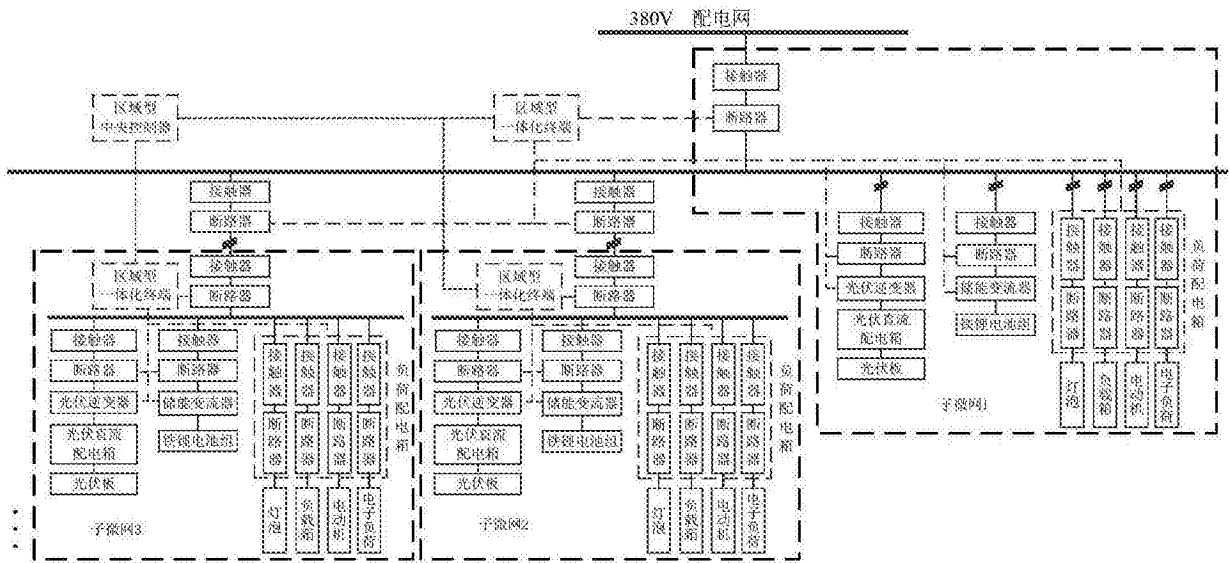 380V 配电网
接触器
断路器
区域型
中央控制器
区域型
一体化终端
接触器
断路器
接触器
断路器
接触器
断路器
光伏逆变器
光伏直流
配电箱
光伏板
接触器
断路器
储能变流器
铁锂电池组
接触器
接触器
接触器
接触器
断路器
断路器
断路器
断路器
灯泡
负载箱
电动机
电子负荷
负荷配电箱
子微网1
区域型
一体化终端
接触器
断路器
接触器
断路器
光伏逆变器
光伏直流
配电箱
光伏板
接触器
断路器
储能变流器
铁锂电池组
接触器
接触器
接触器
接触器
断路器
断路器
断路器
断路器
灯泡
负载箱
电动机
电子负荷
负荷配电箱
子微网3
区域型
一体化终端
接触器
断路器
接触器
断路器
光伏逆变器
光伏直流
配电箱
光伏板
接触器
断路器
储能变流器
铁锂电池组
接触器
接触器
接触器
接触器
断路器
断路器
断路器
断路器
灯泡
负载箱
电动机
电子负荷
负荷配电箱
子微网2